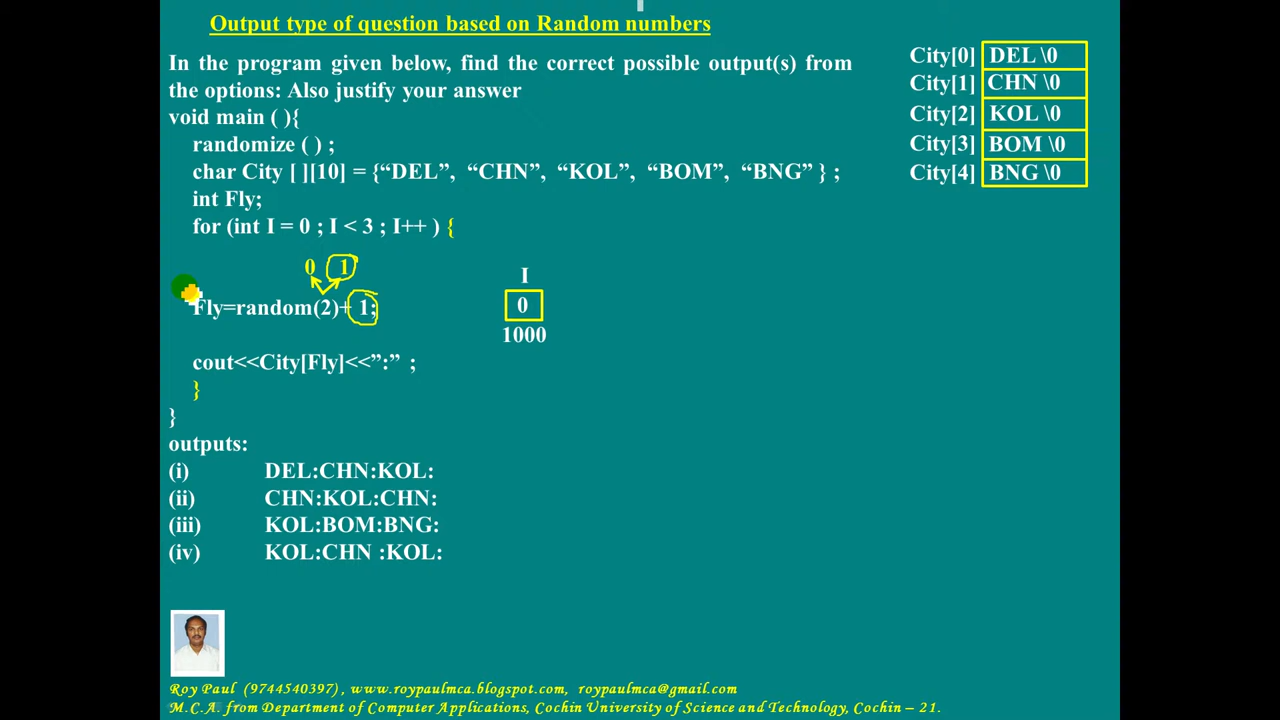 Output type of question based on Random numbers
In the program given below, find the correct possible output(s) from
the options: Also justify your answer
void main ( ){
randomize ( ) ;
char City [ ][10] = {“DEL”, “CHN”, “KOL”, “BOM”, “BNG” } ;
int Fly;
for (int I = 0 ; I < 3 ; I++ ) {
0 1
Fly=random(2)+ 1;
cout<<City[Fly]<<”:” ;
}
}
outputs:
(i) DEL:CHN:KOL:
(ii) CHN:KOL:CHN:
(iii) KOL:BOM:BNG:
(iv) KOL:CHN :KOL:
I
0
1000
City[0] DEL \0
City[1] CHN \0
City[2] KOL \0
City[3] BOM \0
City[4] BNG \0
Roy Paul (9744540397) , www.roypaulmca.blogspot.com, roypaulmca@gmail.com
M.C.A. from Department of Computer Applications, Cochin University of Science and Technology, Cochin – 21.